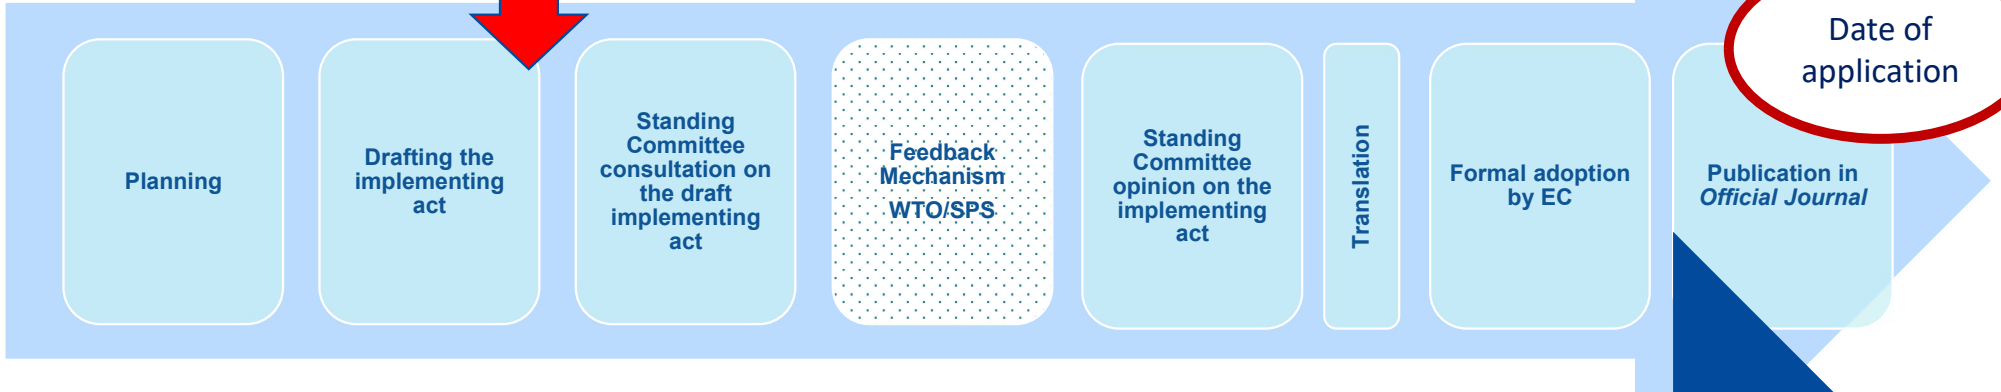 Planning
Drafting the
implementing
act
Standing
Committee
consultation on
the draft
implementing
act
Feedback
Mechanism
WTO/SPS
Standing
Committee
opinion on the
implementing
act
Translation
Formal adoption
by EC
Publication in
Official Journal
Date of
application